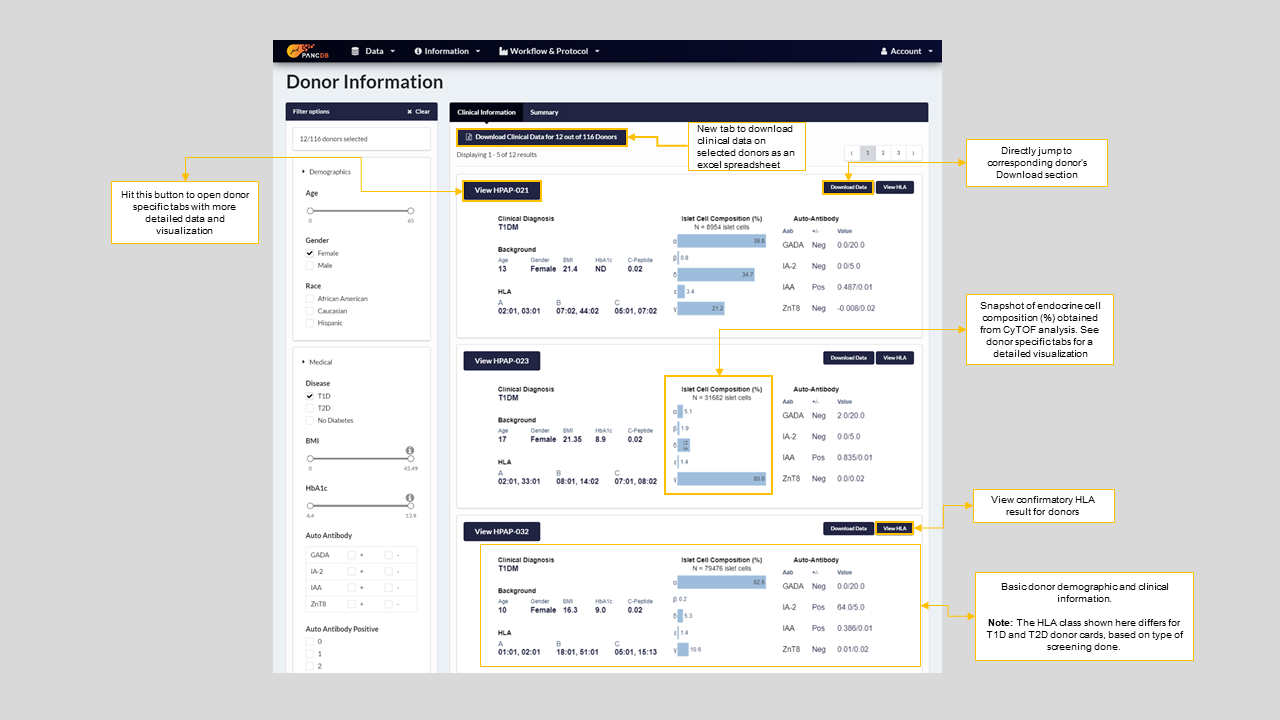 PANCDB
Data
Information
Workflow & Protocol
Account
Donor Information
Filter options
Clear
12/116 donors selected
Demographics
Age
0
65
Gender
Female
Male
Race
African American
Caucasian
Hispanic
Medical
Disease
T1D
T2D
No Diabetes
BMI
0
45.49
HbA1c
4.4
13.9
Auto Antibody
GADA + -
IA-2 + -
IAA + -
ZnT8 + -
Auto Antibody Positive
0
1
2
Clinical Information
Summary
Download Clinical Data for 12 out of 116 Donors
Displaying 1 - 5 of 12 results
‹ 1 2 3 ›
View HPAP-021
Download Data
View HLA
Clinical Diagnosis
T1DM
Background
Age Gender BMI HbA1c C-Peptide
13 Female 21.4 ND 0.02
HLA
A B C
02:01, 03:01 07:02, 44:02 05:01, 07:02
Islet Cell Composition (%)
N = 8954 islet cells
α 39.8
β 0.8
δ 34.7
ε 3.4
γ 21.2
Auto-Antibody
Aab +/- Value
GADA Neg 0.0/20.0
IA-2 Neg 0.0/5.0
IAA Pos 0.487/0.01
ZnT8 Neg -0.008/0.02
View HPAP-023
Download Data
View HLA
Clinical Diagnosis
T1DM
Background
Age Gender BMI HbA1c C-Peptide
17 Female 21.35 8.9 0.02
HLA
A B C
02:01, 33:01 08:01, 14:02 07:01, 08:02
Islet Cell Composition (%)
N = 31682 islet cells
α 5.1
β 1.9
δ
ε 1.4
γ
Auto-Antibody
Aab +/- Value
GADA Neg 2.0/20.0
IA-2 Neg 0.0/5.0
IAA Pos 0.835/0.01
ZnT8 Neg 0.0/0.02
View HPAP-032
Download Data
View HLA
Clinical Diagnosis
T1DM
Background
Age Gender BMI HbA1c C-Peptide
10 Female 16.3 9.0 0.02
HLA
A B C
01:01, 02:01 18:01, 51:01 05:01, 15:13
Islet Cell Composition (%)
N = 79476 islet cells
α 82.5
β 0.2
δ 5.3
ε 1.4
γ 10.6
Auto-Antibody
Aab +/- Value
GADA Neg 0.0/20.0
IA-2 Pos 64.0/5.0
IAA Pos 0.386/0.01
ZnT8 Neg 0.01/0.02
Hit this button to open donor
specific tabs with more
detailed data and
visualization
New tab to download
clinical data on
selected donors as an
excel spreadsheet
Directly jump to
corresponding donor's
Download section
Snapshot of endocrine cell
composition (%) obtained
from CyTOF analysis. See
donor specific tabs for a
detailed visualization
View confirmatory HLA
result for donors
Basic donor demographic and clinical
information.
Note: The HLA class shown here differs for
T1D and T2D donor cards, based on type of
screening done.